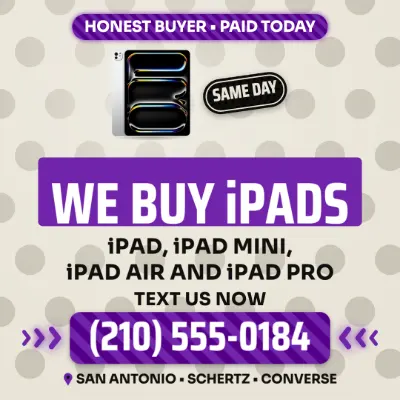 HONEST BUYER • PAID TODAY
SAME DAY
WE BUY iPADS
iPAD, iPAD MINI,
iPAD AIR AND iPAD PRO
TEXT US NOW
(210) 555-0184
SAN ANTONIO • SCHERTZ • CONVERSE